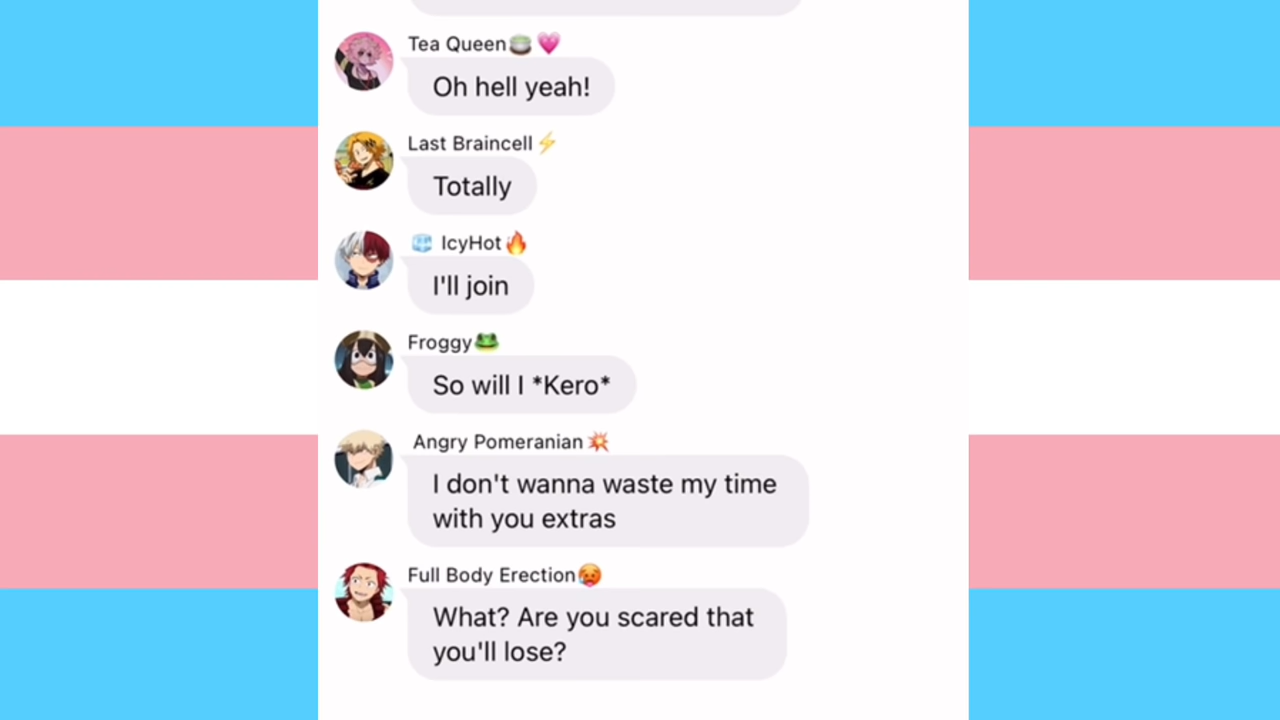 Tea Queen🍵💗
Oh hell yeah!
Last Braincell⚡
Totally
🧊 IcyHot🔥
I'll join
Froggy🐸
So will I *Kero*
Angry Pomeranian💥
I don't wanna waste my time
with you extras
Full Body Erection🥵
What? Are you scared that
you'll lose?